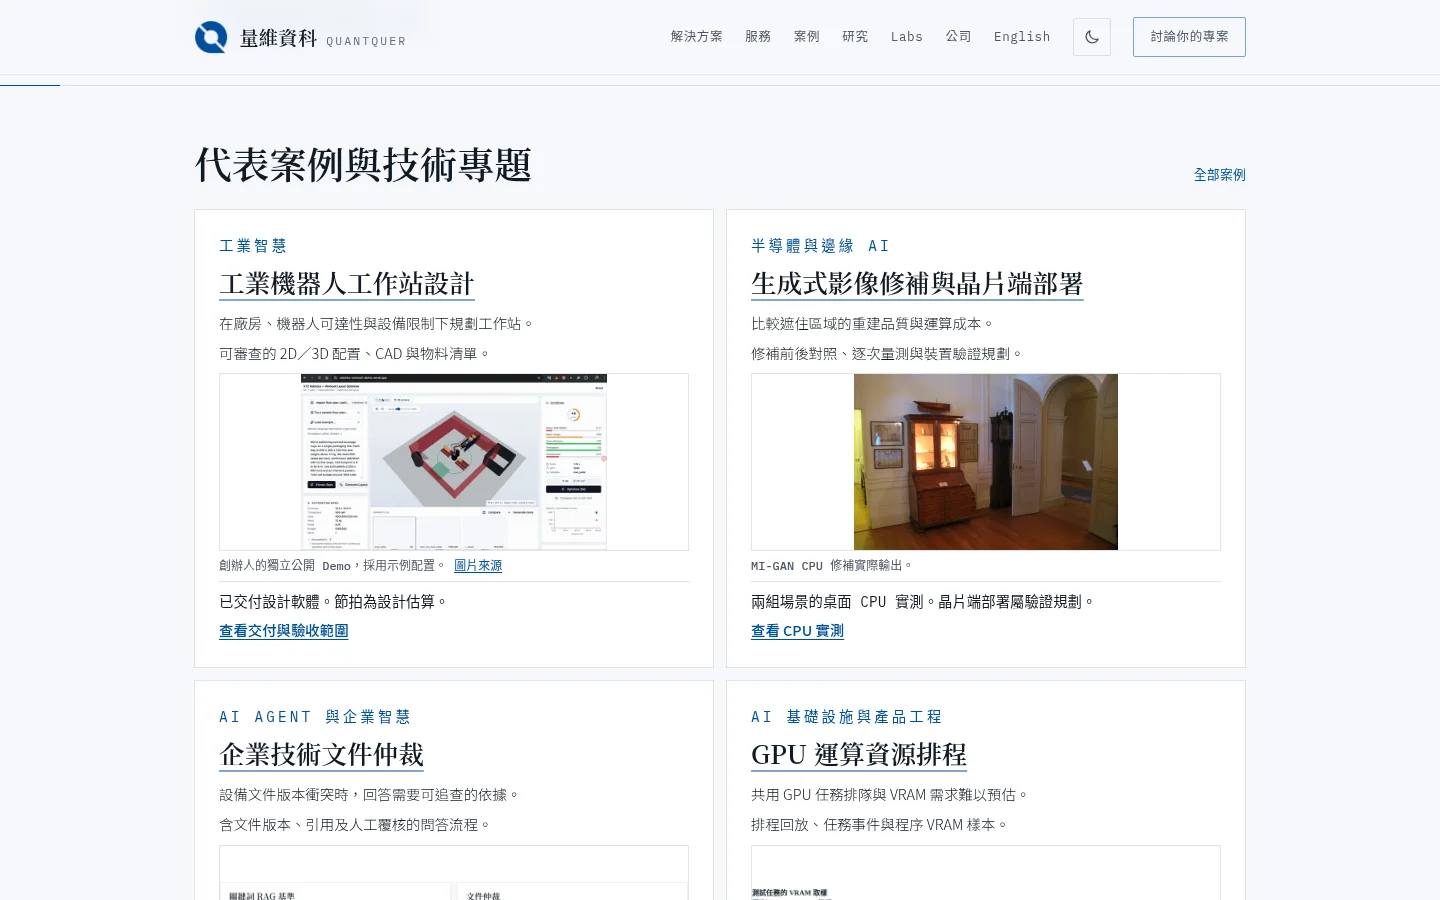 量維資科 QUANTQUER
解決方案 服務 案例 研究 Labs 公司 English 討論你的專案
代表案例與技術專題
全部案例
工業智慧
工業機器人工作站設計
在廠房、機器人可達性與設備限制下規劃工作站。
可審查的 2D／3D 配置、CAD 與物料清單。
創辦人的獨立公開 Demo，採用示例配置。 圖片來源
已交付設計軟體。節拍為設計估算。
查看交付與驗收範圍
半導體與邊緣 AI
生成式影像修補與晶片端部署
比較遮住區域的重建品質與運算成本。
修補前後對照、逐次量測與裝置驗證規劃。
MI-GAN CPU 修補實際輸出。
兩組場景的桌面 CPU 實測。晶片端部署屬驗證規劃。
查看 CPU 實測
AI AGENT 與企業智慧
企業技術文件仲裁
設備文件版本衝突時，回答需要可追查的依據。
含文件版本、引用及人工覆核的問答流程。
關鍵詞 RAG 基準 文件仲裁
AI 基礎設施與產品工程
GPU 運算資源排程
共用 GPU 任務排隊與 VRAM 需求難以預估。
排程回放、任務事件與程序 VRAM 樣本。
測試任務的 VRAM 取樣